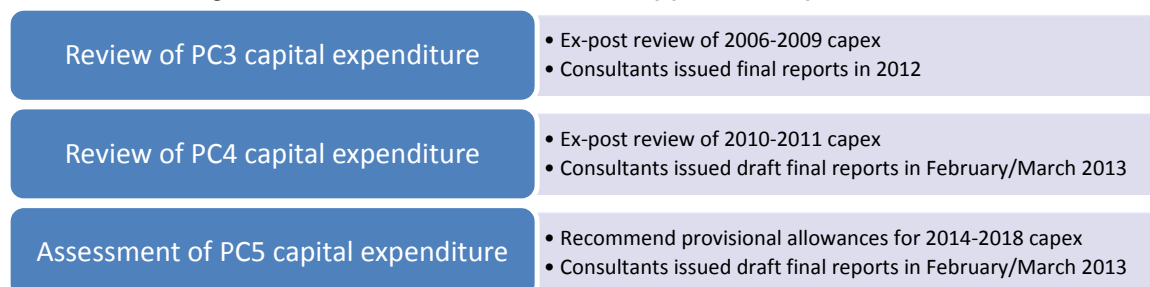 Review of PC3 capital expenditure
• Ex-post review of 2006-2009 capex
• Consultants issued final reports in 2012
Review of PC4 capital expenditure
• Ex-post review of 2010-2011 capex
• Consultants issued draft final reports in February/March 2013
Assessment of PC5 capital expenditure
• Recommend provisional allowances for 2014-2018 capex
• Consultants issued draft final reports in February/March 2013